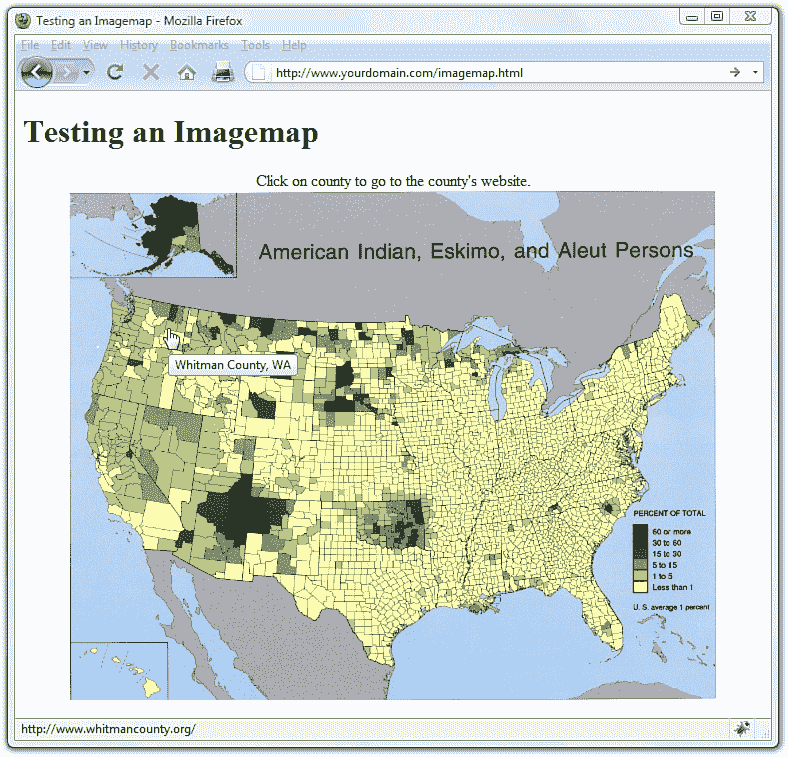 Testing an Imagemap - Mozilla Firefox
File Edit View History Bookmarks Tools Help
http://www.yourdomain.com/imagemap.html
Testing an Imagemap
Click on county to go to the county's website.
American Indian, Eskimo, and Aleut Persons
Whitman County, WA
PERCENT OF TOTAL
60 or more
30 to 60
15 to 30
5 to 15
1 to 5
Less than 1
U.S. average 1 percent
http://www.whitmancounty.org/